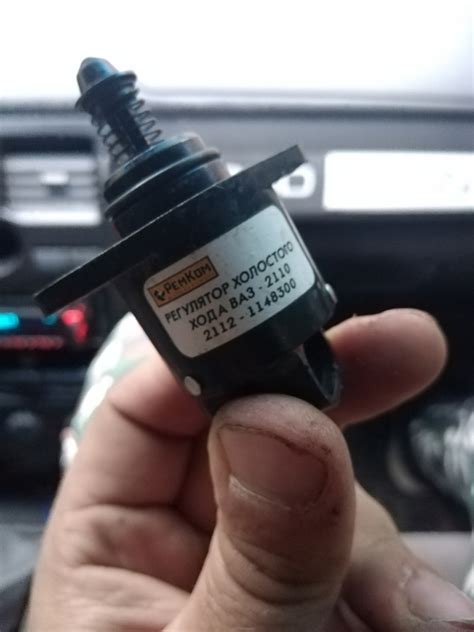 РемКом
РЕГУЛЯТОР ХОЛОСТОГО
ХОДА ВАЗ - 2110
2112 - 1148300